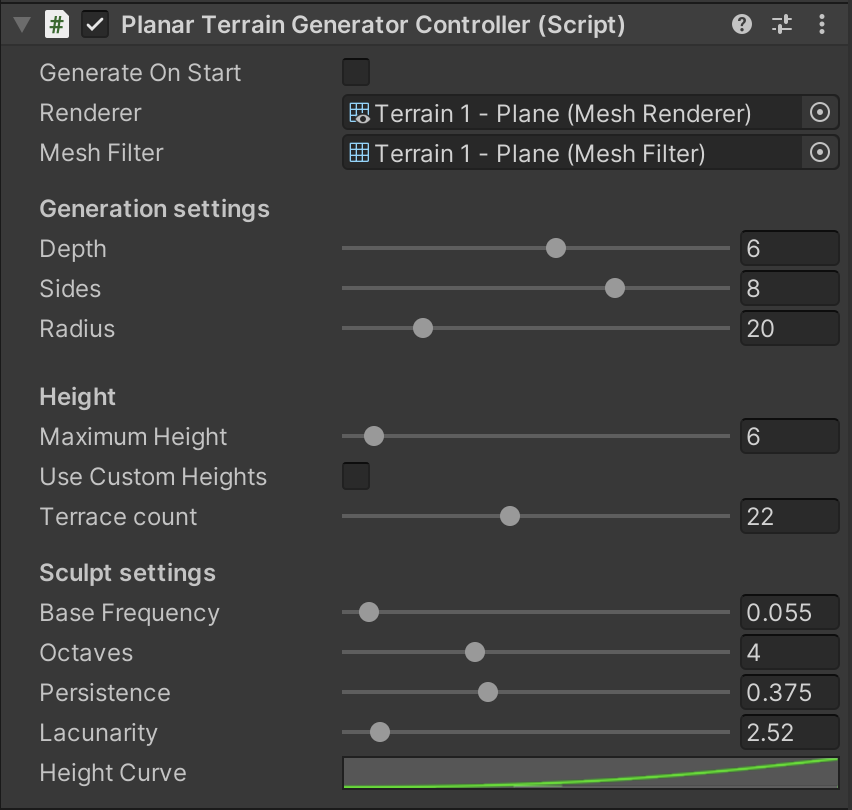 # Planar Terrain Generator Controller (Script) ?
Generate On Start
Renderer Terrain 1 - Plane (Mesh Renderer)
Mesh Filter Terrain 1 - Plane (Mesh Filter)
Generation settings
Depth 6
Sides 8
Radius 20
Height
Maximum Height 6
Use Custom Heights
Terrace count 22
Sculpt settings
Base Frequency 0.055
Octaves 4
Persistence 0.375
Lacunarity 2.52
Height Curve